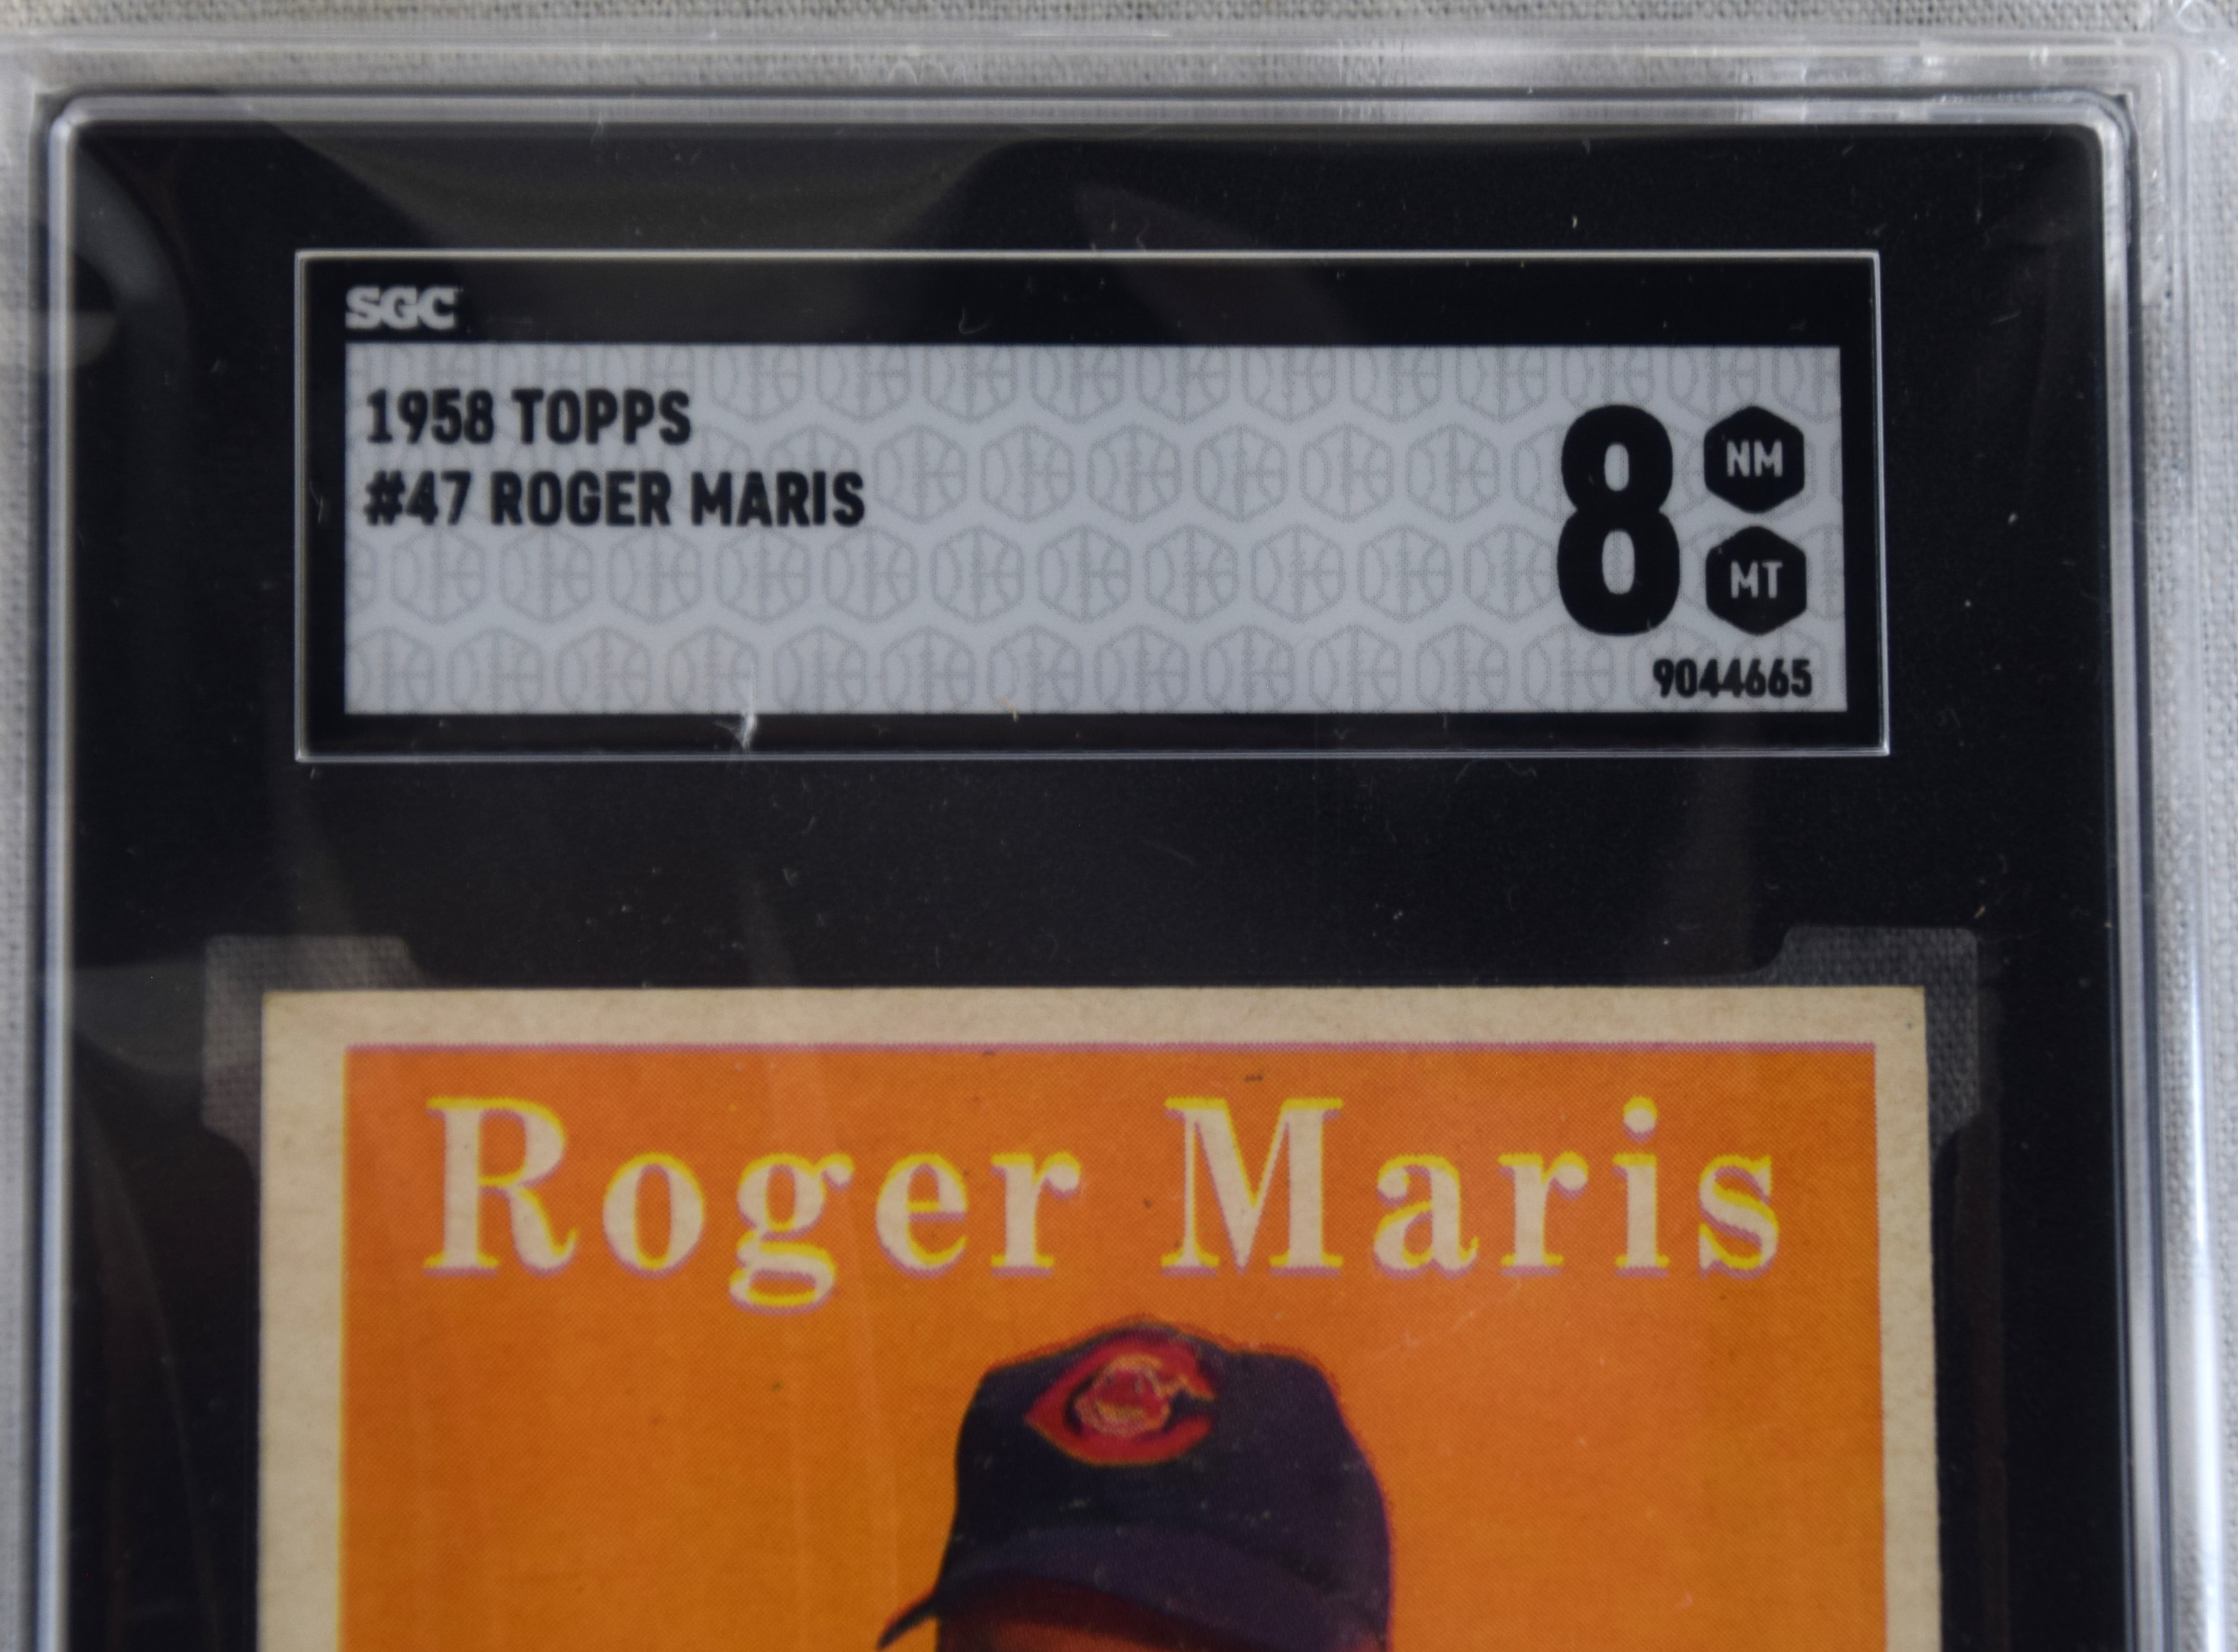 SGC
1958 TOPPS
#47 ROGER MARIS
8
NM
MT
9044665
Roger Maris